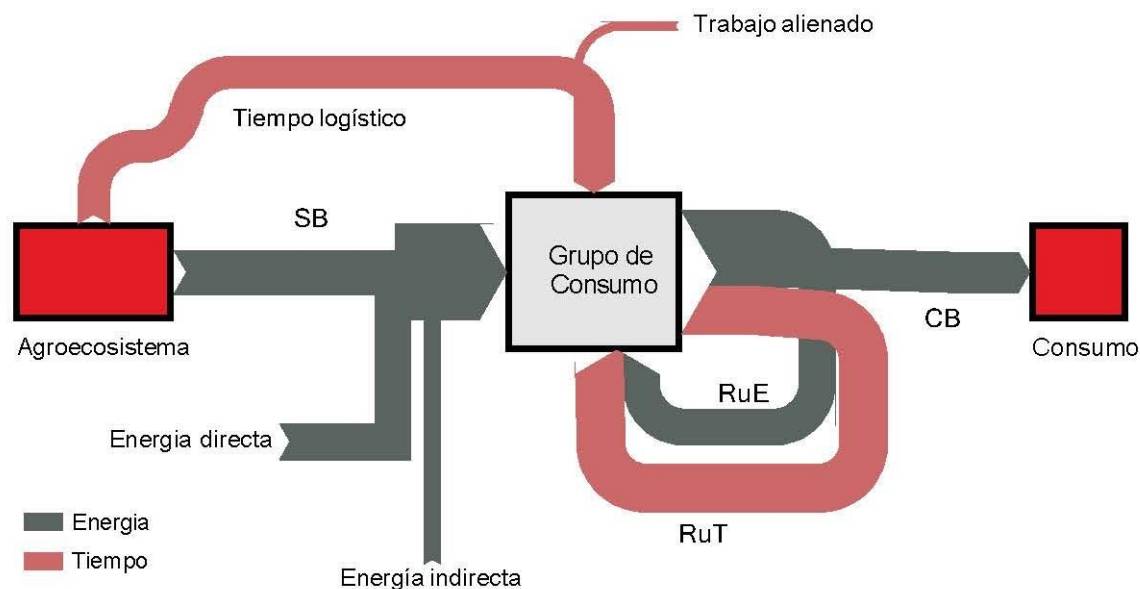 Trabajo alienado
Tiempo logístico
SB
Grupo de
Consumo
Agroecosistema
CB
Consumo
RuE
Energia directa
RuT
Energia
Tiempo
Energía indirecta